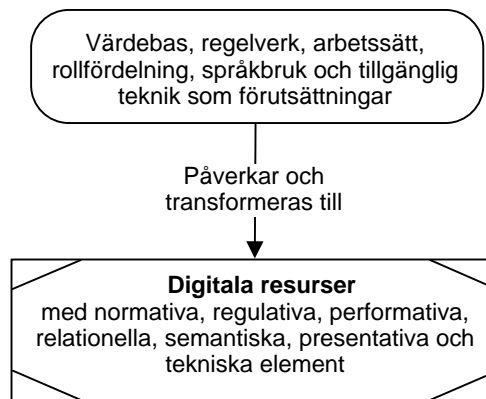 Värdebas, regelverk, arbetssätt,
rollfördelning, språkbruk och tillgänglig
teknik som förutsättningar
Påverkar och
transformeras till
Digitala resurser
med normativa, regulativa, performativa,
relationella, semantiska, presentativa och
tekniska element